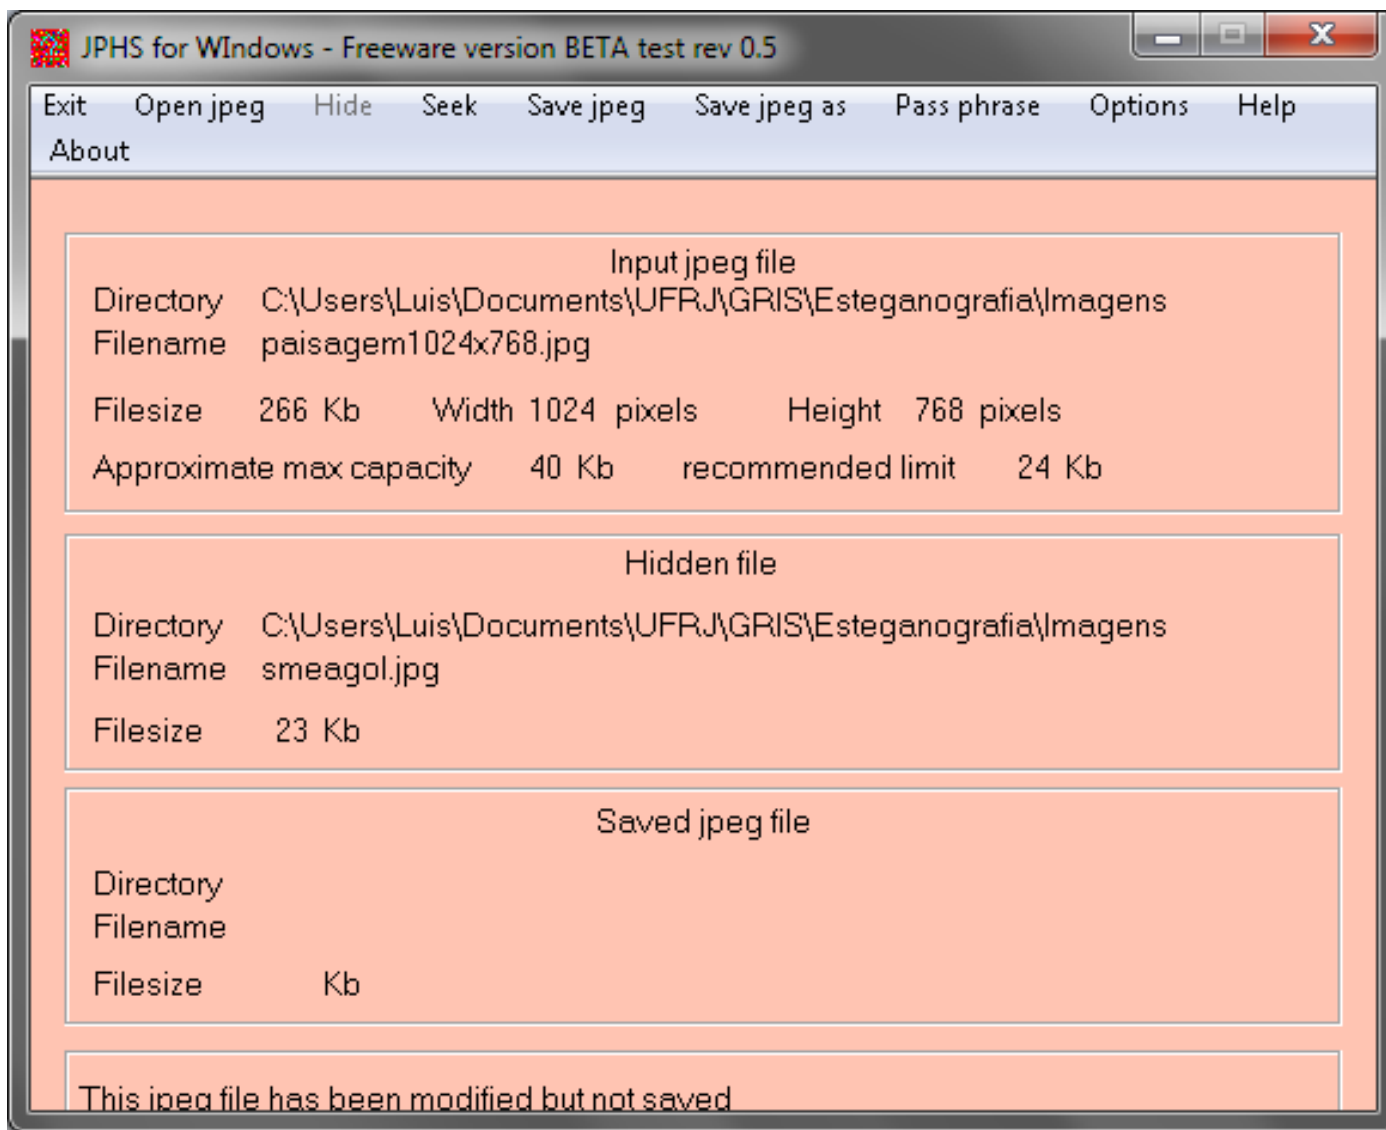 JPHS for WIndows - Freeware version BETA test rev 0.5
Exit Open jpeg Hide Seek Save jpeg Save jpeg as Pass phrase Options Help
About
Input jpeg file
Directory C:\Users\Luis\Documents\UFRJ\GRIS\Esteganografia\Imagens
Filename paisagem1024x768.jpg
Filesize 266 Kb Width 1024 pixels Height 768 pixels
Approximate max capacity 40 Kb recommended limit 24 Kb
Hidden file
Directory C:\Users\Luis\Documents\UFRJ\GRIS\Esteganografia\Imagens
Filename smeagol.jpg
Filesize 23 Kb
Saved jpeg file
Directory
Filename
Filesize Kb
This jpeg file has been modified but not saved